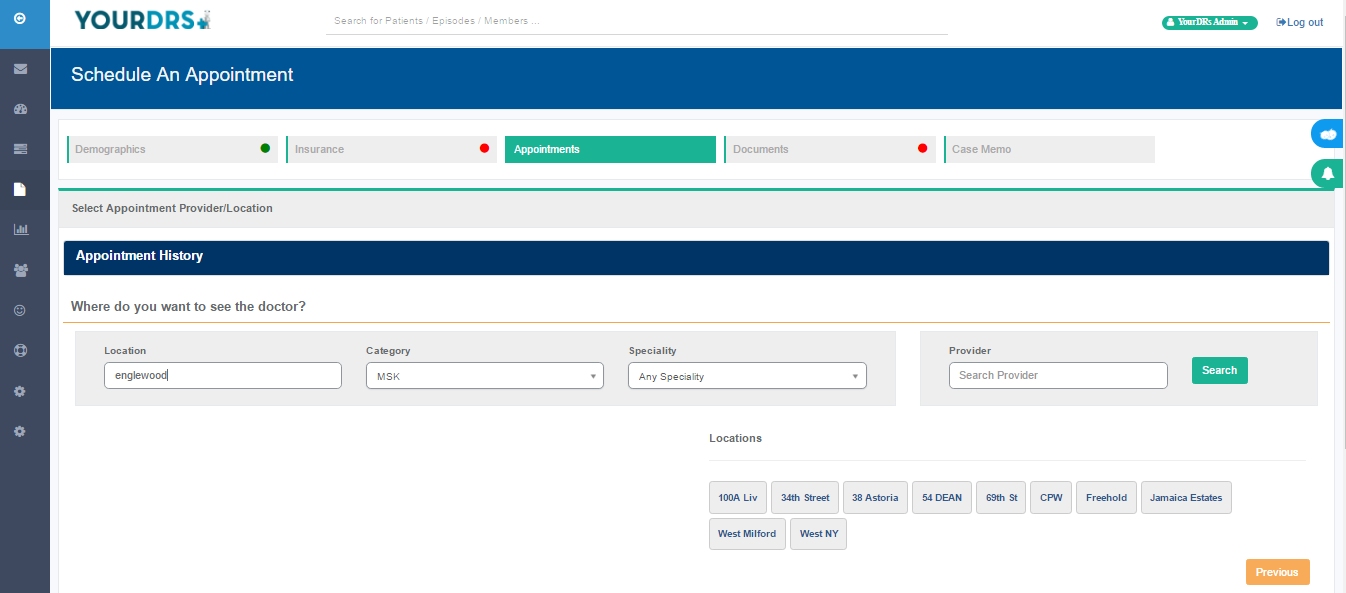 YOURDRS
Search for Patients / Episodes / Members ...
YourDRs Admin
Log out
Schedule An Appointment
Demographics
Insurance
Appointments
Documents
Case Memo
Select Appointment Provider/Location
Appointment History
Where do you want to see the doctor?
Location
Category
Speciality
Provider
englewood
MSK
Any Speciality
Search Provider
Search
Locations
100A Liv
34th Street
38 Astoria
54 DEAN
69th St
CPW
Freehold
Jamaica Estates
West Milford
West NY
Previous